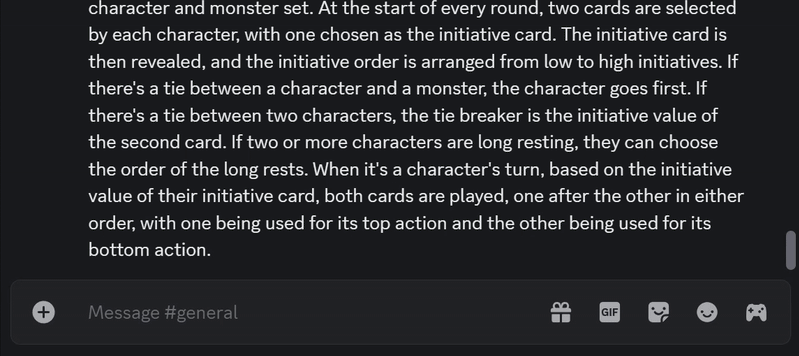 character and monster set. At the start of every round, two cards are selected
by each character, with one chosen as the initiative card. The initiative card is
then revealed, and the initiative order is arranged from low to high initiatives. If
there's a tie between a character and a monster, the character goes first. If
there's a tie between two characters, the tie breaker is the initiative value of
the second card. If two or more characters are long resting, they can choose
the order of the long rests. When it's a character's turn, based on the initiative
value of their initiative card, both cards are played, one after the other in either
order, with one being used for its top action and the other being used for its
bottom action.
Message #general
GIF